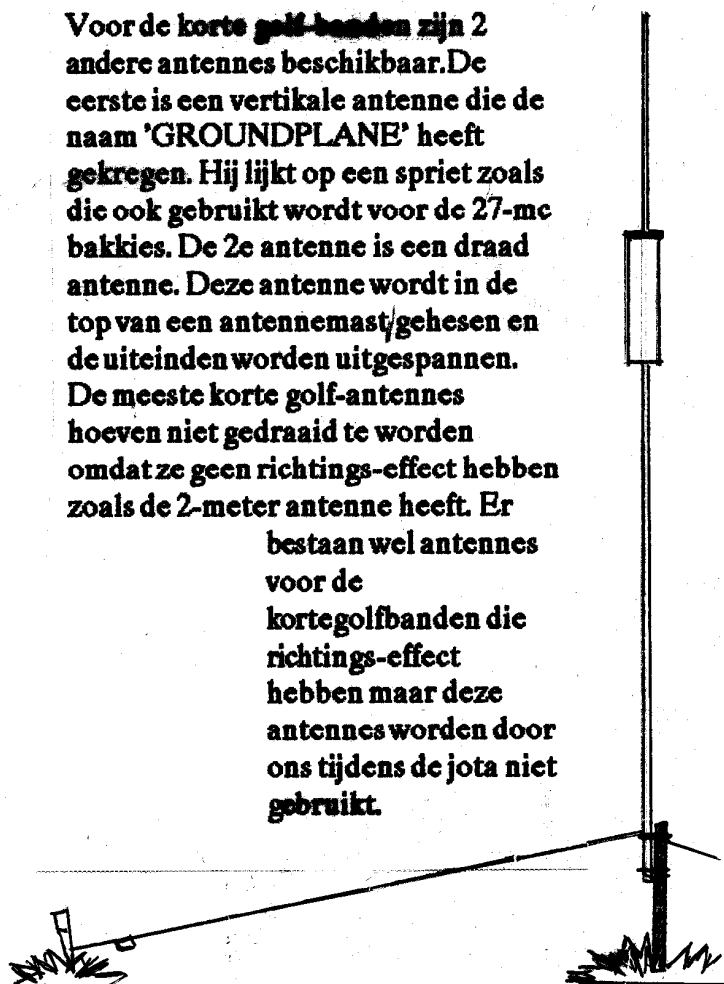 Voor de korte golf-banden zijn 2
andere antennes beschikbaar.De
eerste is een vertikale antenne die de
naam 'GROUNDPLANE' heeft
gekregen. Hij lijkt op een spriet zoals
die ook gebruikt wordt voor de 27-mc
bakkies. De 2e antenne is een draad
antenne. Deze antenne wordt in de
top van een antennemast/gehesen en
de uiteinden worden uitgespannen.
De meeste korte golf-antennes
hoeven niet gedraaid te worden
omdat ze geen richtings-effect hebben
zoals de 2-meter antenne heeft. Er
bestaan wel antennes
voor de
kortegolfbanden die
richtings-effect
hebben maar deze
antennes worden door
ons tijdens de jota niet
gebruikt.